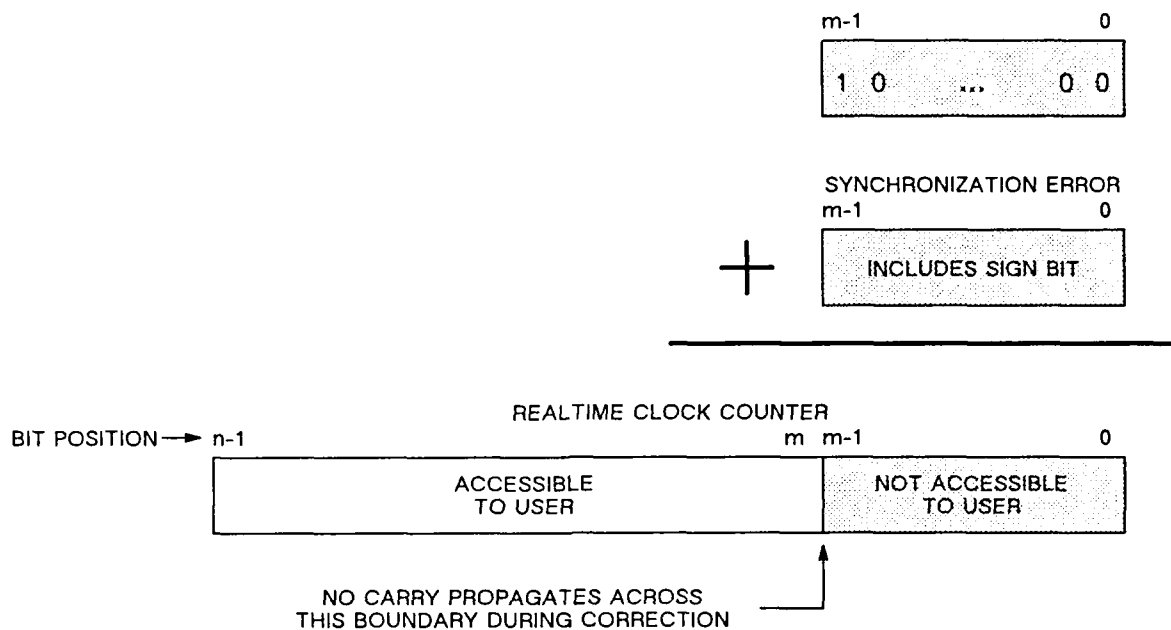 m-1 0
1 0 ... 0 0
SYNCHRONIZATION ERROR
m-1 0
+ INCLUDES SIGN BIT
REALTIME CLOCK COUNTER
BIT POSITION → n-1 m m-1 0
ACCESSIBLE
TO USER
NOT ACCESSIBLE
TO USER
NO CARRY PROPAGATES ACROSS
THIS BOUNDARY DURING CORRECTION